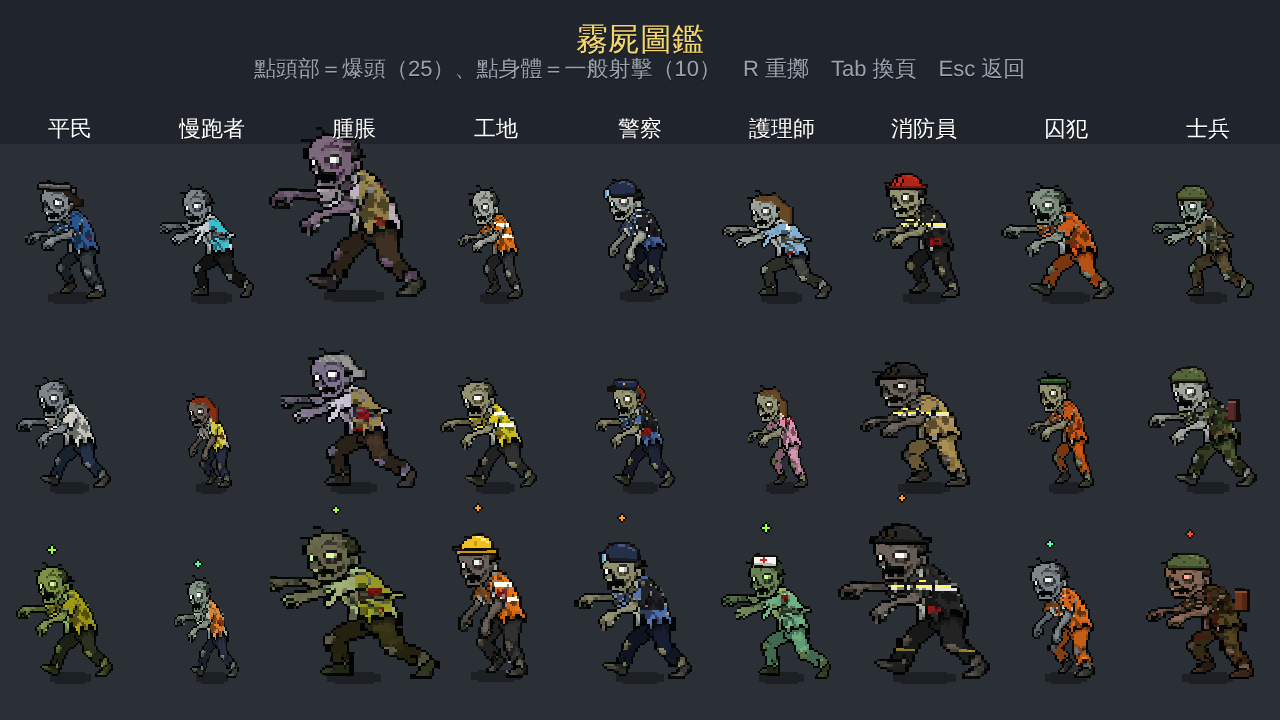 霧屍圖鑑
點頭部＝爆頭（25）、點身體＝一般射擊（10）　R 重擲　Tab 換頁　Esc 返回
平民　慢跑者　腫脹　工地　警察　護理師　消防員　囚犯　士兵